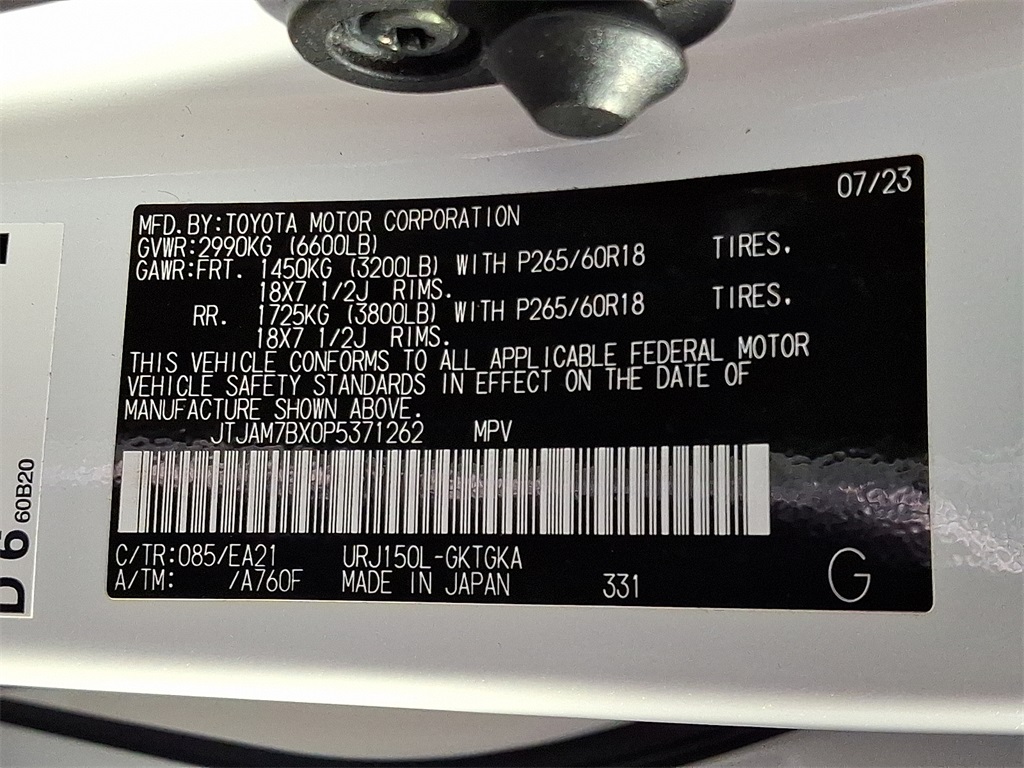 07/23
MFD.BY:TOYOTA MOTOR CORPORATION
GVWR:2990KG (6600LB)
GAWR:FRT. 1450KG (3200LB) WITH P265/60R18 TIRES.
18X7 1/2J RIMS.
RR. 1725KG (3800LB) WITH P265/60R18 TIRES.
18X7 1/2J RIMS.
THIS VEHICLE CONFORMS TO ALL APPLICABLE FEDERAL MOTOR
VEHICLE SAFETY STANDARDS IN EFFECT ON THE DATE OF
MANUFACTURE SHOWN ABOVE.
JTJAM7BX0P5371262 MPV
C/TR:085/EA21 URJ150L-GKTGKA
A/TM: /A760F MADE IN JAPAN 331 G
D 6 60B20